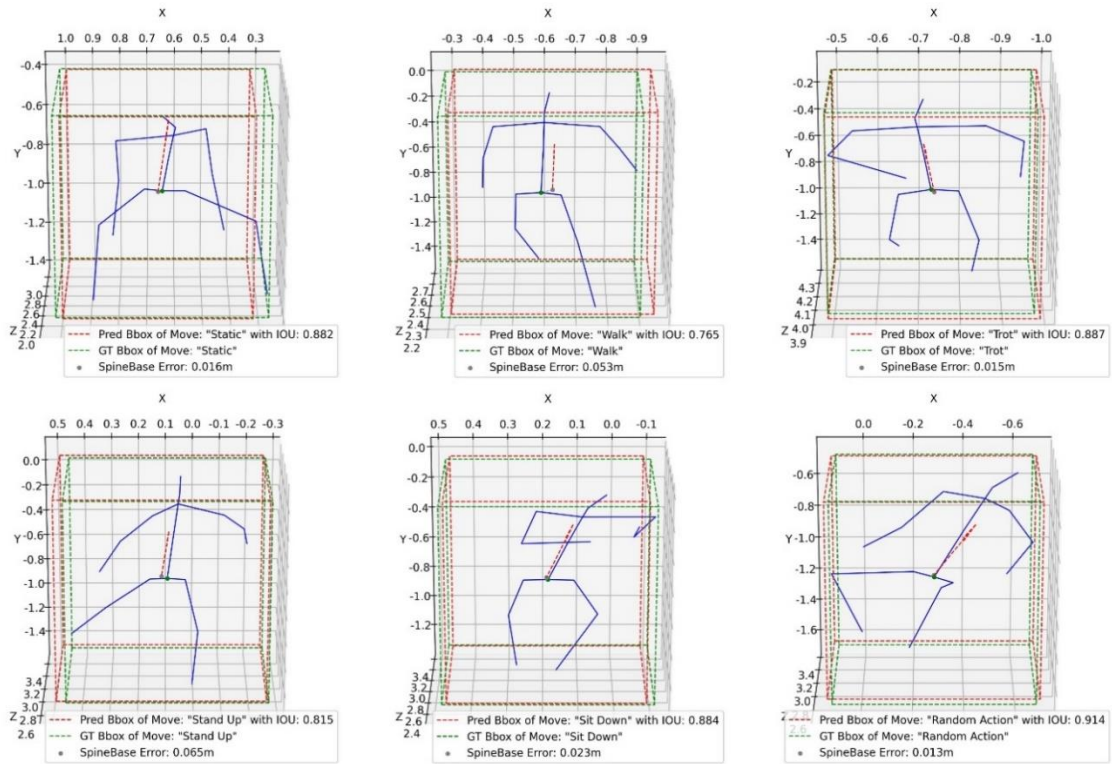 X
1.0 0.9 0.8 0.7 0.6 0.5 0.4 0.3
-0.4
-0.6
-0.8
Y
-1.0
-1.2
-1.4
3.0
2.8
2.6
Z 2.4
2.2
2.0
Pred Bbox of Move: "Static" with IOU: 0.882
GT Bbox of Move: "Static"
SpineBase Error: 0.016m
X
-0.3 -0.4 -0.5 -0.6 -0.7 -0.8 -0.9
0.0
-0.2
-0.4
-0.6
Y
-0.8
-1.0
-1.2
-1.4
2.7
2.6
2.5
Z 2.4
2.3
2.2
Pred Bbox of Move: "Walk" with IOU: 0.765
GT Bbox of Move: "Walk"
SpineBase Error: 0.053m
X
-0.5 -0.6 -0.7 -0.8 -0.9 -1.0
-0.2
-0.4
-0.6
Y
-0.8
-1.0
-1.2
-1.4
4.3
4.2
4.1
Z 4.0
3.9
Pred Bbox of Move: "Trot" with IOU: 0.887
GT Bbox of Move: "Trot"
SpineBase Error: 0.015m
X
0.5 0.4 0.3 0.2 0.1 0.0 -0.1 -0.2 -0.3
0.0
-0.2
-0.4
-0.6
Y
-0.8
-1.0
-1.2
-1.4
3.4
3.2
3.0
Z 2.8
2.6
Pred Bbox of Move: "Stand Up" with IOU: 0.815
GT Bbox of Move: "Stand Up"
SpineBase Error: 0.065m
X
0.5 0.4 0.3 0.2 0.1 0.0 -0.1
0.0
-0.2
-0.4
-0.6
Y
-0.8
-1.0
-1.2
-1.4
3.4
3.2
3.0
Z 2.8
2.6
2.4
Pred Bbox of Move: "Sit Down" with IOU: 0.884
GT Bbox of Move: "Sit Down"
SpineBase Error: 0.023m
X
0.0 -0.2 -0.4 -0.6
-0.6
-0.8
Y -1.0
-1.2
-1.4
-1.6
3.4
3.2
3.0
Z 2.8
2.6
Pred Bbox of Move: "Random Action" with IOU: 0.914
GT Bbox of Move: "Random Action"
SpineBase Error: 0.013m